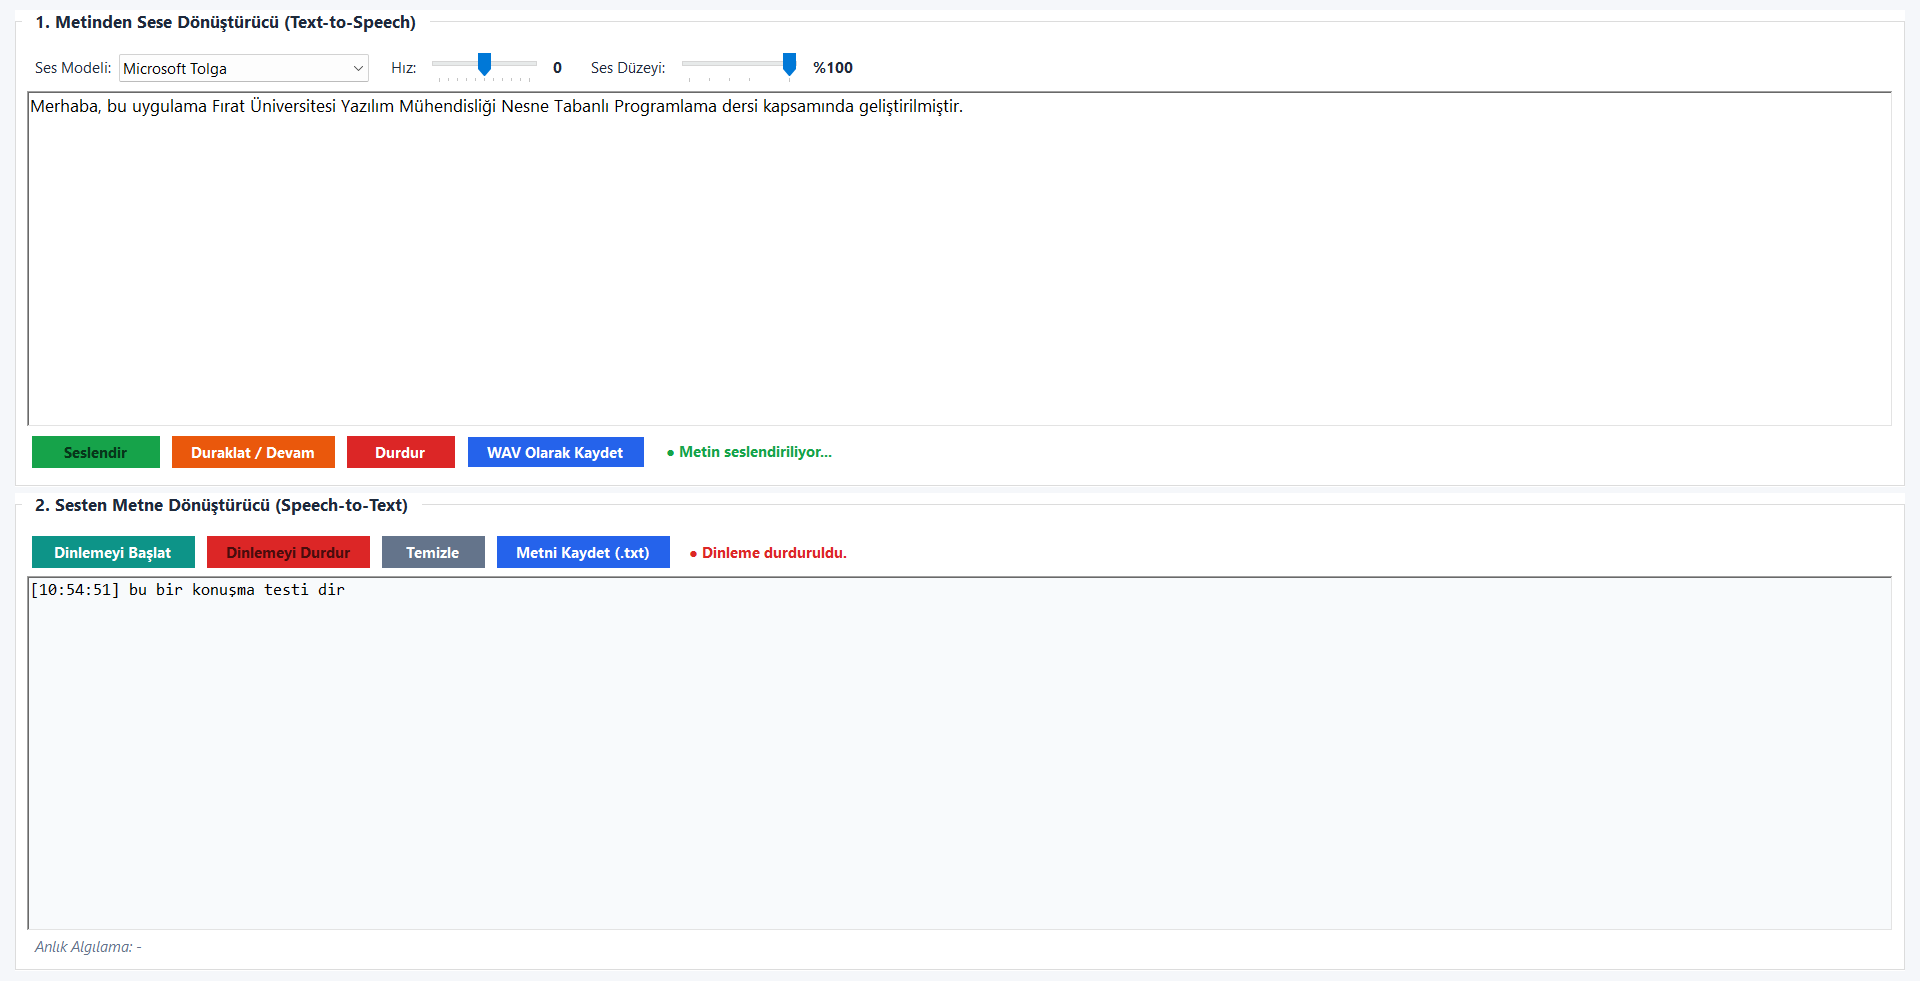 1. Metinden Sese Dönüştürücü (Text-to-Speech)
Ses Modeli: Microsoft Tolga Hız: 0 Ses Düzeyi: %100
Merhaba, bu uygulama Fırat Üniversitesi Yazılım Mühendisliği Nesne Tabanlı Programlama dersi kapsamında geliştirilmiştir.
Seslendir Duraklat / Devam Durdur WAV Olarak Kaydet ● Metin seslendiriliyor...
2. Sesten Metne Dönüştürücü (Speech-to-Text)
Dinlemeyi Başlat Dinlemeyi Durdur Temizle Metni Kaydet (.txt) ● Dinleme durduruldu.
[10:54:51] bu bir konuşma testi dir
Anlık Algılama: -